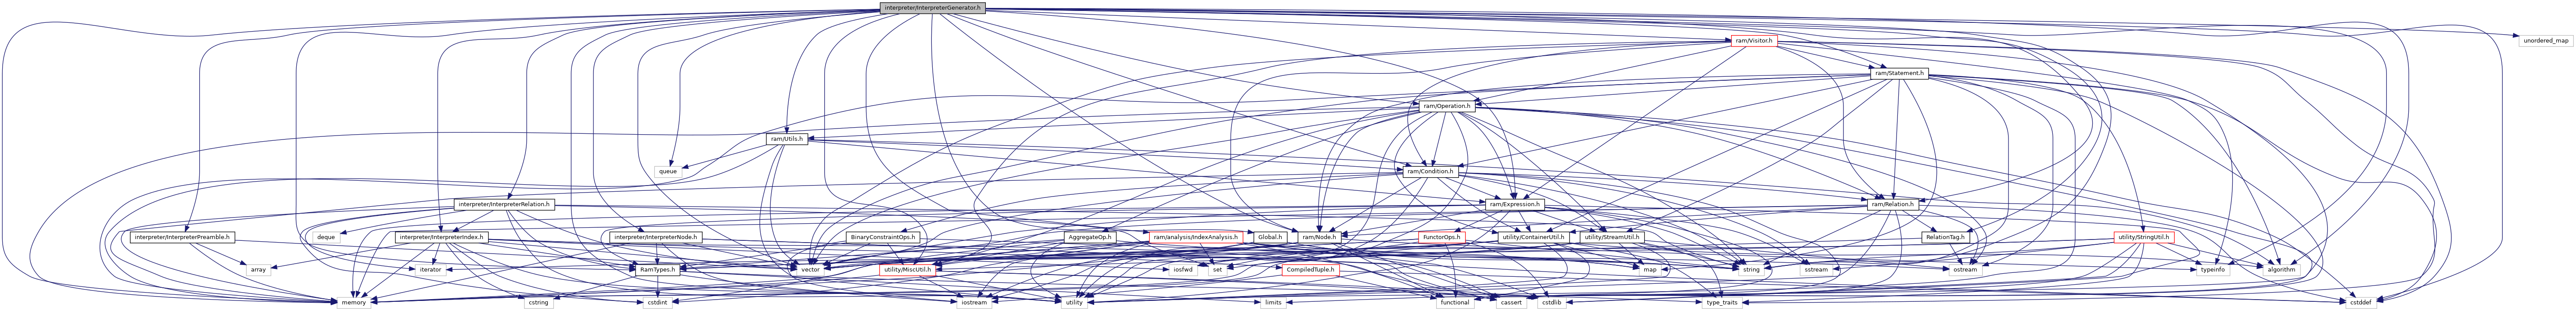 interpreter/InterpreterGenerator.h
ram/Visitor.h
unordered_map
ram/Statement.h
ram/Operation.h
ram/Utils.h
queue
ram/Condition.h
interpreter/InterpreterRelation.h
ram/Expression.h
ram/Relation.h
interpreter/InterpreterPreamble.h
deque
interpreter/InterpreterIndex.h
interpreter/InterpreterNode.h
BinaryConstraintOps.h
AggregateOp.h
ram/analysis/IndexAnalysis.h
Global.h
ram/Node.h
FunctorOps.h
utility/ContainerUtil.h
utility/StreamUtil.h
RelationTag.h
utility/StringUtil.h
array
iterator
RamTypes.h
vector
utility/MiscUtil.h
iosfwd
set
CompiledTuple.h
map
string
sstream
ostream
typeinfo
algorithm
memory
cstring
cstdint
iostream
utility
limits
functional
cassert
cstdlib
type_traits
cstddef